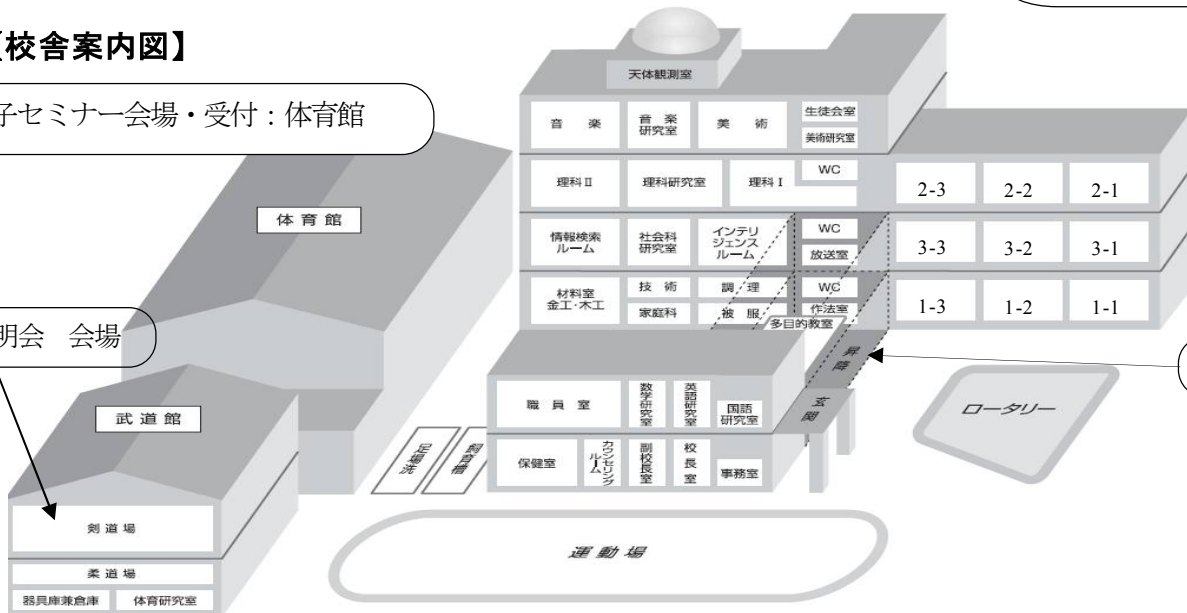 【校舎案内図】
子セミナー会場・受付：体育館
天体観測室
音　楽
音　楽
研究室
美　術
生徒会室
美術研究室
理科Ⅱ
理科研究室
理科Ⅰ
WC
2-3
2-2
2-1
体 育 館
情報検索
ルーム
社会科
研究室
インテリ
ジェンス
ルーム
WC
放送室
3-3
3-2
3-1
材料室
金工・木工
技　術
家庭科
調　理
被　服
WC
作法室
多目的教室
1-3
1-2
1-1
明会　会場
昇降
武 道 館
職　員　室
数学研究室
英語研究室
国語
研究室
玄関
ロータリー
足場洗
飼育槽
保健室
カウンセリング
ルーム
副校長室
校長室
事務室
剣 道 場
運 動 場
柔 道 場
器具庫兼倉庫
体育研究室